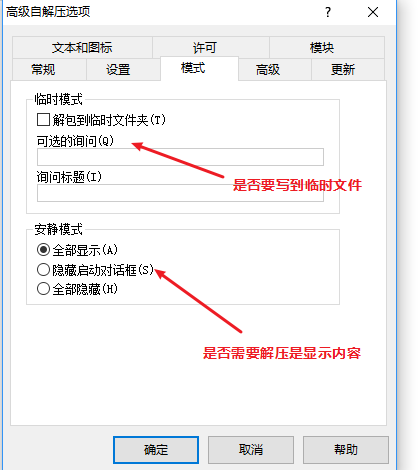 高级自解压选项
?
文本和图标 许可 模块
常规 设置 模式 高级 更新
临时模式
解包到临时文件夹(T)
可选的询问(Q)
询问标题(I)
是否要写到临时文件
安静模式
全部显示(A)
隐藏启动对话框(S)
全部隐藏(H)
是否需要解压是显示内容
确定 取消 帮助